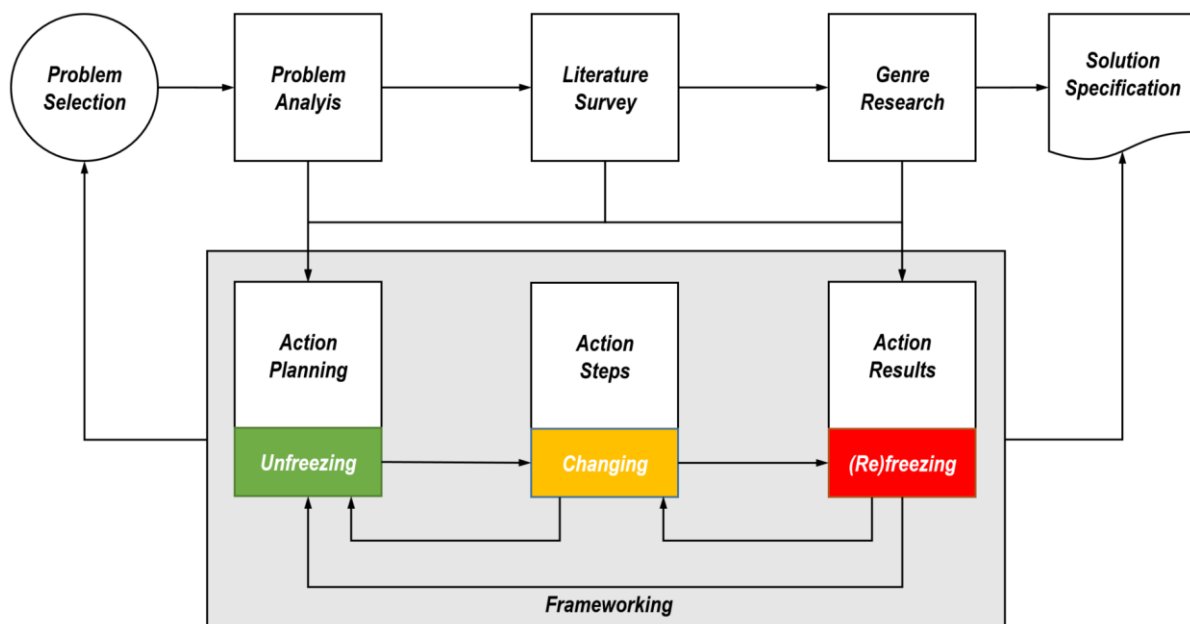 Problem
Selection
Problem
Analyis
Literature
Survey
Genre
Research
Solution
Specification
Action
Planning
Action
Steps
Action
Results
Unfreezing
Changing
(Re)freezing
Frameworking